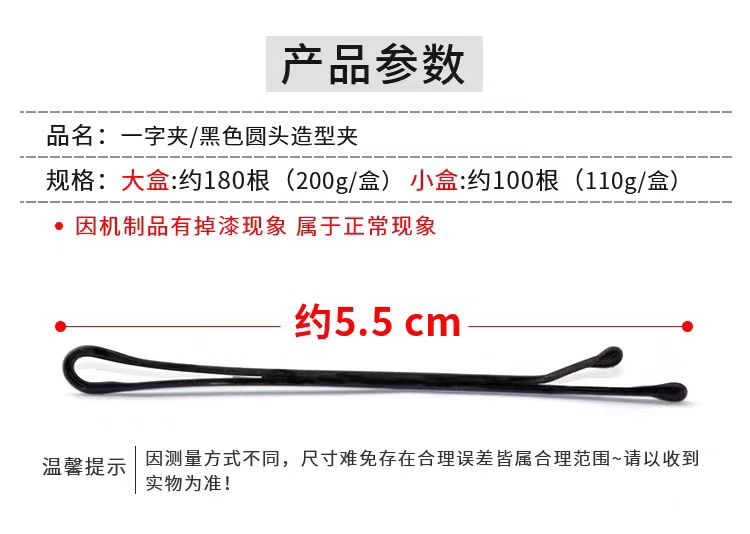 产品参数
品名：一字夹/黑色圆头造型夹
规格：大盒:约180根（200g/盒） 小盒:约100根（110g/盒）
• 因机制品有掉漆现象 属于正常现象
约5.5 cm
温馨提示
因测量方式不同，尺寸难免存在合理误差皆属合理范围~请以收到
实物为准！